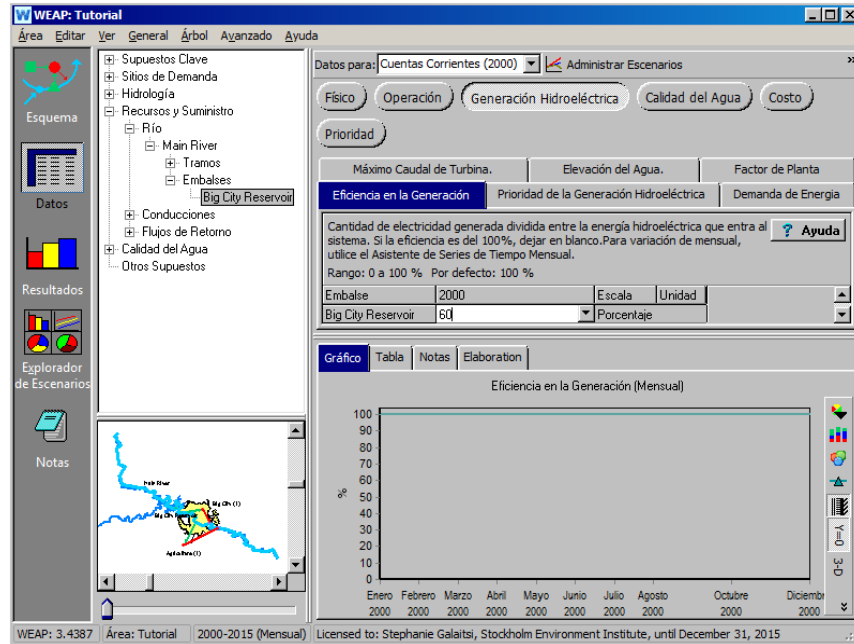 WEAP: Tutorial
Área Editar Ver General Árbol Avanzado Ayuda
Esquema
Datos
Resultados
Explorador
de Escenarios
Notas
Supuestos Clave
Sitios de Demanda
Hidrología
Recursos y Suministro
Río
Main River
Tramos
Embalses
Big City Reservoir
Conducciones
Flujos de Retorno
Calidad del Agua
Otros Supuestos
Datos para: Cuentas Corrientes (2000) Administrar Escenarios »
Físico Operación Generación Hidroeléctrica Calidad del Agua Costo
Prioridad
Máximo Caudal de Turbina. Elevación del Agua. Factor de Planta
Eficiencia en la Generación Prioridad de la Generación Hidroeléctrica Demanda de Energia
Cantidad de electricidad generada dividida entre la energía hidroeléctrica que entra al
sistema. Si la eficiencia es del 100%, dejar en blanco.Para variación de mensual,
utilice el Asistente de Series de Tiempo Mensual.
? Ayuda
Rango: 0 a 100 % Por defecto: 100 %
Embalse 2000 Escala Unidad
Big City Reservoir 60 Porcentaje
Gráfico Tabla Notas Elaboration
Eficiencia en la Generación (Mensual)
100
90
80
70
60
50
40
30
20
10
0
%
Enero Febrero Marzo Abril Mayo Junio Julio Agosto Octubre Diciemb
2000 2000 2000 2000 2000 2000 2000 2000 2000 2000
Y=0
3-D
Main River
Big City (1)
Big City Reservoir
Agriculture (1)
WEAP: 3.4387 Área: Tutorial 2000-2015 (Mensual) Licensed to: Stephanie Galaitsi, Stockholm Environment Institute, until December 31, 2015